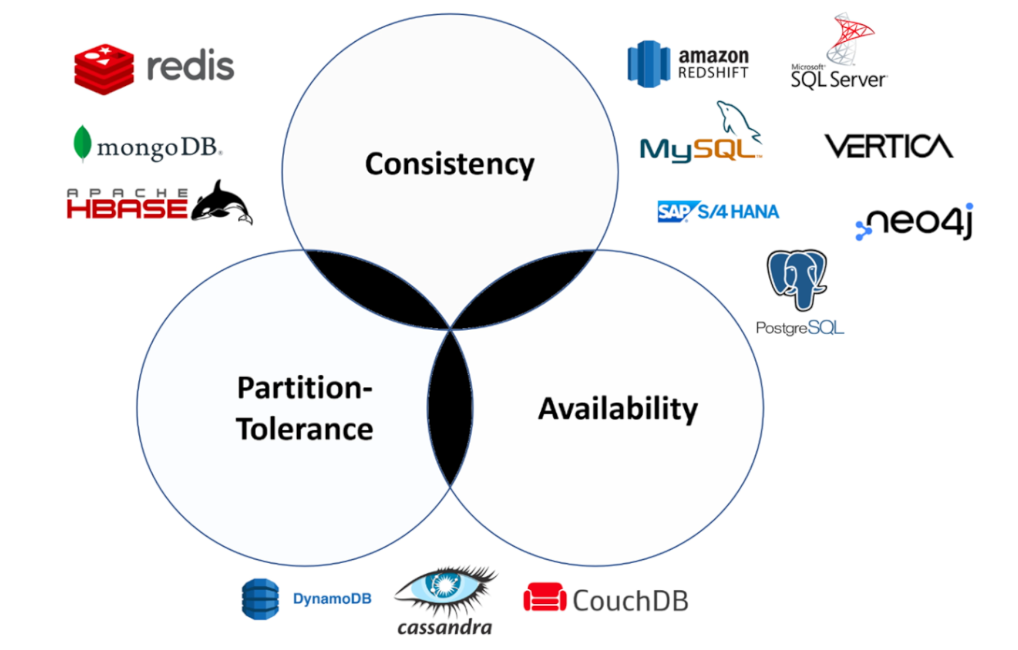 redis
amazon
REDSHIFT
Microsoft®
SQL Server®
mongoDB®
MySQL™
VERTICA
Consistency
APACHE
HBASE
SAP S/4 HANA
neo4j
PostgreSQL
Partition-
Tolerance
Availability
DynamoDB
cassandra
CouchDB